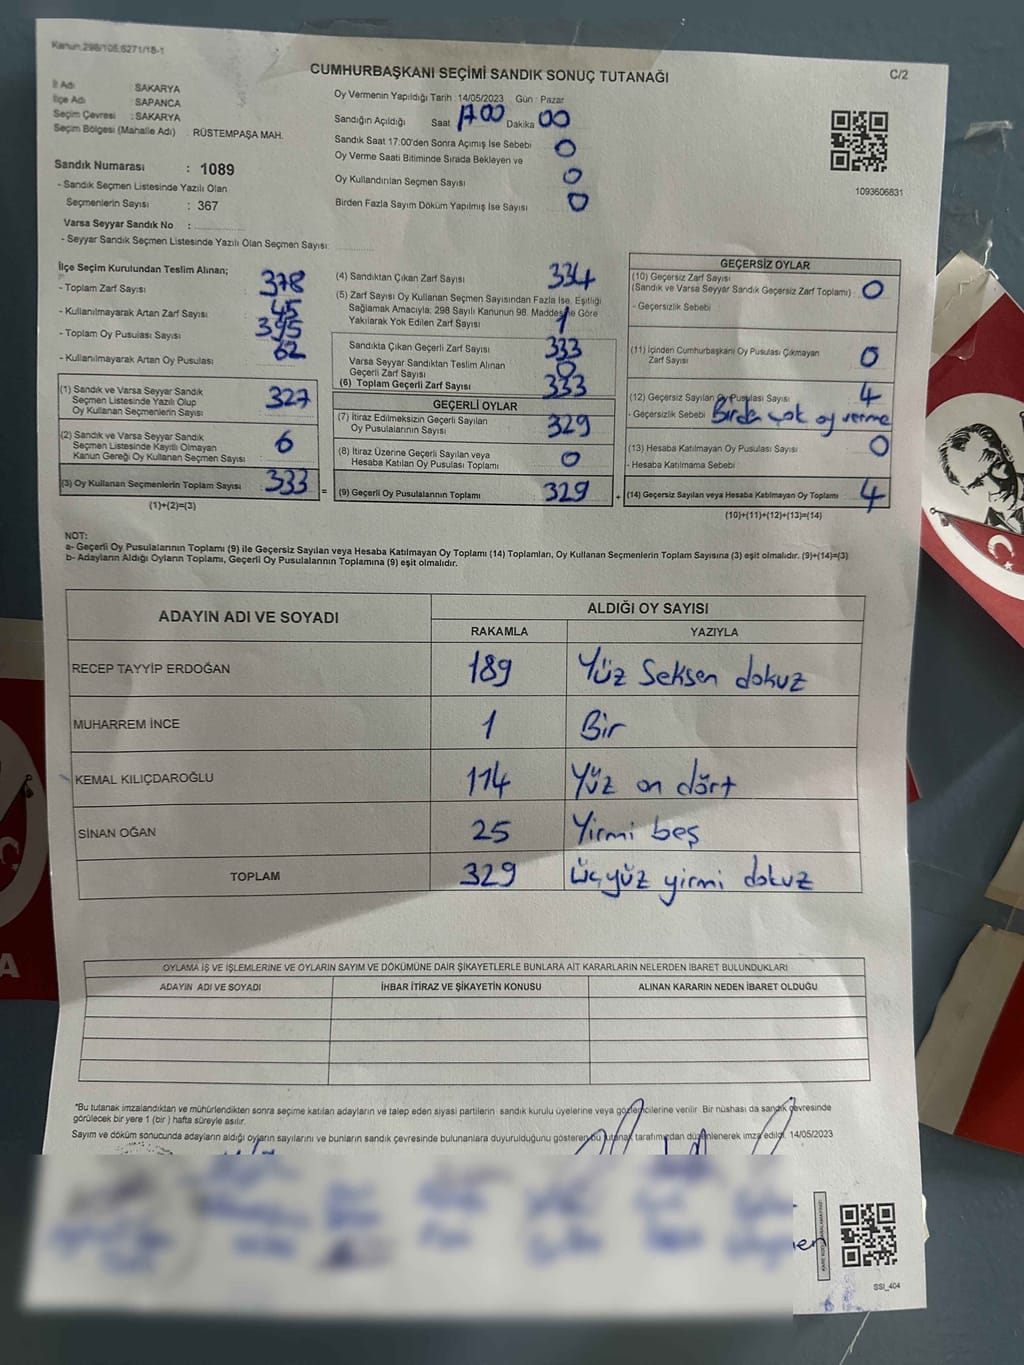 Kanun:298/105,6271/18-1
C/2
CUMHURBAŞKANI SEÇİMİ SANDIK SONUÇ TUTANAĞI
İl Adı : SAKARYA
İlçe Adı : SAPANCA
Seçim Çevresi : SAKARYA
Seçim Bölgesi (Mahalle Adı) : RÜSTEMPAŞA MAH.
Sandık Numarası : 1089
- Sandık Seçmen Listesinde Yazılı Olan
Seçmenlerin Sayısı : 367
Varsa Seyyar Sandık No :
- Seyyar Sandık Seçmen Listesinde Yazılı Olan Seçmen Sayısı:
Oy Vermenin Yapıldığı Tarih 14/05/2023 Gün Pazar
Sandığın Açıldığı Saat 17.00 Dakika 00
Sandık Saat 17:00'den Sonra Açımış İse Sebebi 0
Oy Verme Saati Bitiminde Sırada Bekleyen ve
Oy Kullandırılan Seçmen Sayısı 0
Birden Fazla Sayım Döküm Yapılmış İse Sayısı 0
1093606831
İlçe Seçim Kurulundan Teslim Alınan;
- Toplam Zarf Sayısı 378
- Kullanılmayarak Artan Zarf Sayısı 45
- Toplam Oy Pusulası Sayısı 395
- Kullanılmayarak Artan Oy Pusulası 62
(1) Sandık ve Varsa Seyyar Sandık
Seçmen Listesinde Yazılı Olup
Oy Kullanan Seçmenlerin Sayısı 327
(2) Sandık ve Varsa Seyyar Sandık
Seçmen Listesinde Kayıtlı Olmayan
Kanun Gereği Oy Kullanan Seçmen Sayısı 6
(3) Oy Kullanan Seçmenlerin Toplam Sayısı 333 =
(1)+(2)=(3)
(4) Sandıktan Çıkan Zarf Sayısı 334
(5) Zarf Sayısı Oy Kullanan Seçmen Sayısından Fazla İse, Eşitliği
Sağlamak Amacıyla; 298 Sayılı Kanunun 98. Maddesine Göre
Yakılarak Yok Edilen Zarf Sayısı 1
Sandıkta Çıkan Geçerli Zarf Sayısı 333
Varsa Seyyar Sandıktan Teslim Alınan
Geçerli Zarf Sayısı 0
(6) Toplam Geçerli Zarf Sayısı 333
GEÇERLİ OYLAR
(7) İtiraz Edilmeksizin Geçerli Sayılan
Oy Pusulalarının Sayısı 329
(8) İtiraz Üzerine Geçerli Sayılan veya
Hesaba Katılan Oy Pusulası Toplamı 0
(9) Geçerli Oy Pusulalarının Toplamı : 329 +
GEÇERSİZ OYLAR
(10) Geçersiz Zarf Sayısı
(Sandık ve Varsa Seyyar Sandık Geçersiz Zarf Toplamı) : 0
- Geçersizlik Sebebi
(11) İçinden Cumhurbaşkanı Oy Pusulası Çıkmayan
Zarf Sayısı 0
(12) Geçersiz Sayılan Oy Pusulası Sayısı 4
- Geçersizlik Sebebi Birden çok oy verme
(13) Hesaba Katılmayan Oy Pusulası Sayısı 0
- Hesaba Katılmama Sebebi
(14) Geçersiz Sayılan veya Hesaba Katılmayan Oy Toplamı 4
(10)+(11)+(12)+(13)=(14)
NOT:
a- Geçerli Oy Pusulalarının Toplamı (9) ile Geçersiz Sayılan veya Hesaba Katılmayan Oy Toplamı (14) Toplamları, Oy Kullanan Seçmenlerin Toplam Sayısına (3) eşit olmalıdır. (9)+(14)=(3)
b- Adayların Aldığı Oyların Toplamı, Geçerli Oy Pusulalarının Toplamına (9) eşit olmalıdır.
ADAYIN ADI VE SOYADI
ALDIĞI OY SAYISI
RAKAMLA YAZIYLA
RECEP TAYYİP ERDOĞAN 189 Yüz Seksen dokuz
MUHARREM İNCE 1 Bir
KEMAL KILIÇDAROĞLU 114 Yüz on dört
SİNAN OĞAN 25 Yirmi beş
TOPLAM 329 Üçyüz yirmi dokuz
OYLAMA İŞ VE İŞLEMLERİNE VE OYLARIN SAYIM VE DÖKÜMÜNE DAİR ŞİKAYETLERLE BUNLARA AİT KARARLARIN NELERDEN İBARET BULUNDUKLARI
ADAYIN ADI VE SOYADI İHBAR İTİRAZ VE ŞİKAYETİN KONUSU ALINAN KARARIN NEDEN İBARET OLDUĞU
*Bu tutanak imzalandıktan ve mühürlendikten sonra seçime katılan adayların ve talep eden siyasi partilerin sandık kurulu üyelerine veya gözlemcilerine verilir. Bir nüshası da sandık çevresinde
görülecek bir yere 1 (bir) hafta süreyle asılır.
Sayım ve döküm sonucunda adayların aldığı oyların sayılarını ve bunların sandık çevresinde bulunanlara duyurulduğunu gösteren bu tutanak tarafımızdan düzenlenerek imza edildi. 14/05/2023
SSI_404
A